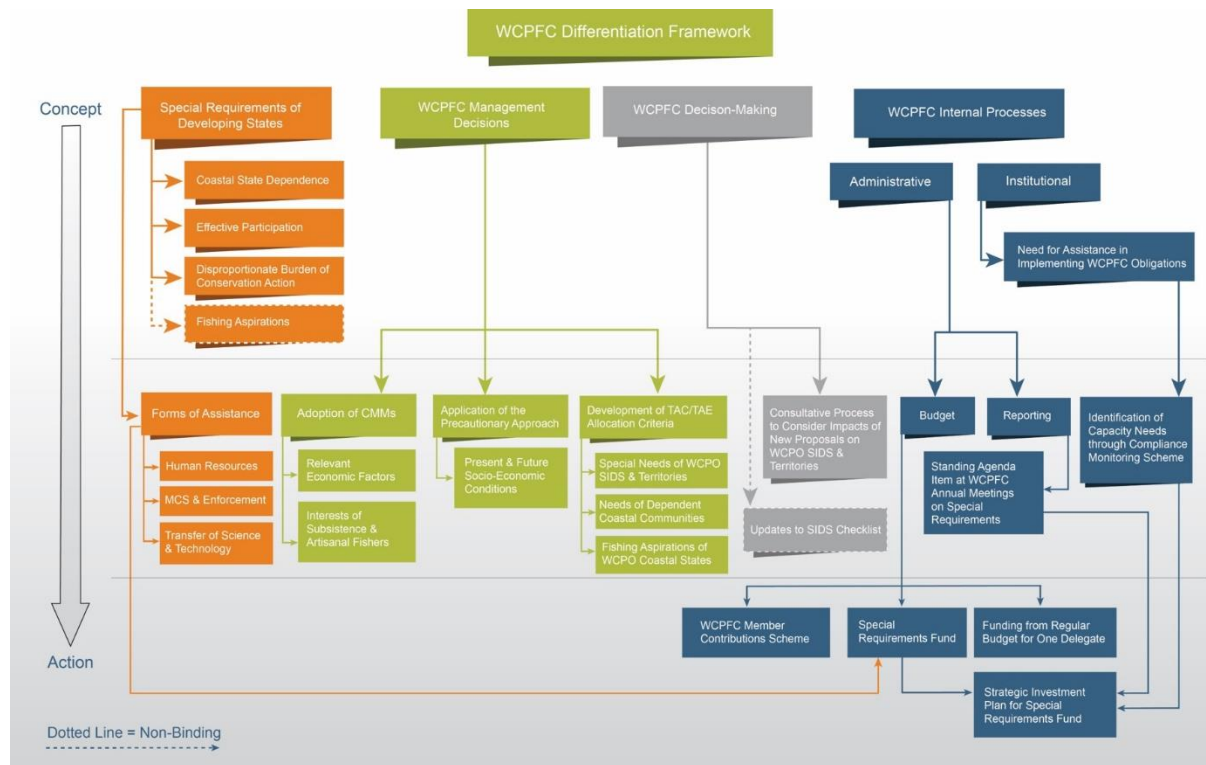 WCPFC Differentiation Framework
Concept
Special Requirements of
Developing States
WCPFC Management
Decisions
WCPFC Decison-Making
WCPFC Internal Processes
Coastal State Dependence
Effective Participation
Disproportionate Burden of
Conservation Action
Fishing Aspirations
Administrative
Institutional
Need for Assistance in
Implementing WCPFC Obligations
Forms of Assistance
Human Resources
MCS & Enforcement
Transfer of Science
& Technology
Adoption of CMMs
Relevant
Economic Factors
Interests of
Subsistence &
Artisanal Fishers
Application of the
Precautionary Approach
Present & Future
Socio-Economic
Conditions
Development of TAC/TAE
Allocation Criteria
Special Needs of WCPO
SIDS & Territories
Needs of Dependent
Coastal Communities
Fishing Aspirations of
WCPO Coastal States
Consultative Process
to Consider Impacts of
New Proposals on
WCPO SIDS &
Territories
Updates to SIDS Checklist
Budget
Reporting
Standing Agenda
Item at WCPFC
Annual Meetings
on Special
Requirements
Identification of
Capacity Needs
through Compliance
Monitoring Scheme
WCPFC Member
Contributions Scheme
Special
Requirements Fund
Funding from Regular
Budget for One Delegate
Strategic Investment
Plan for Special
Requirements Fund
Action
Dotted Line = Non-Binding